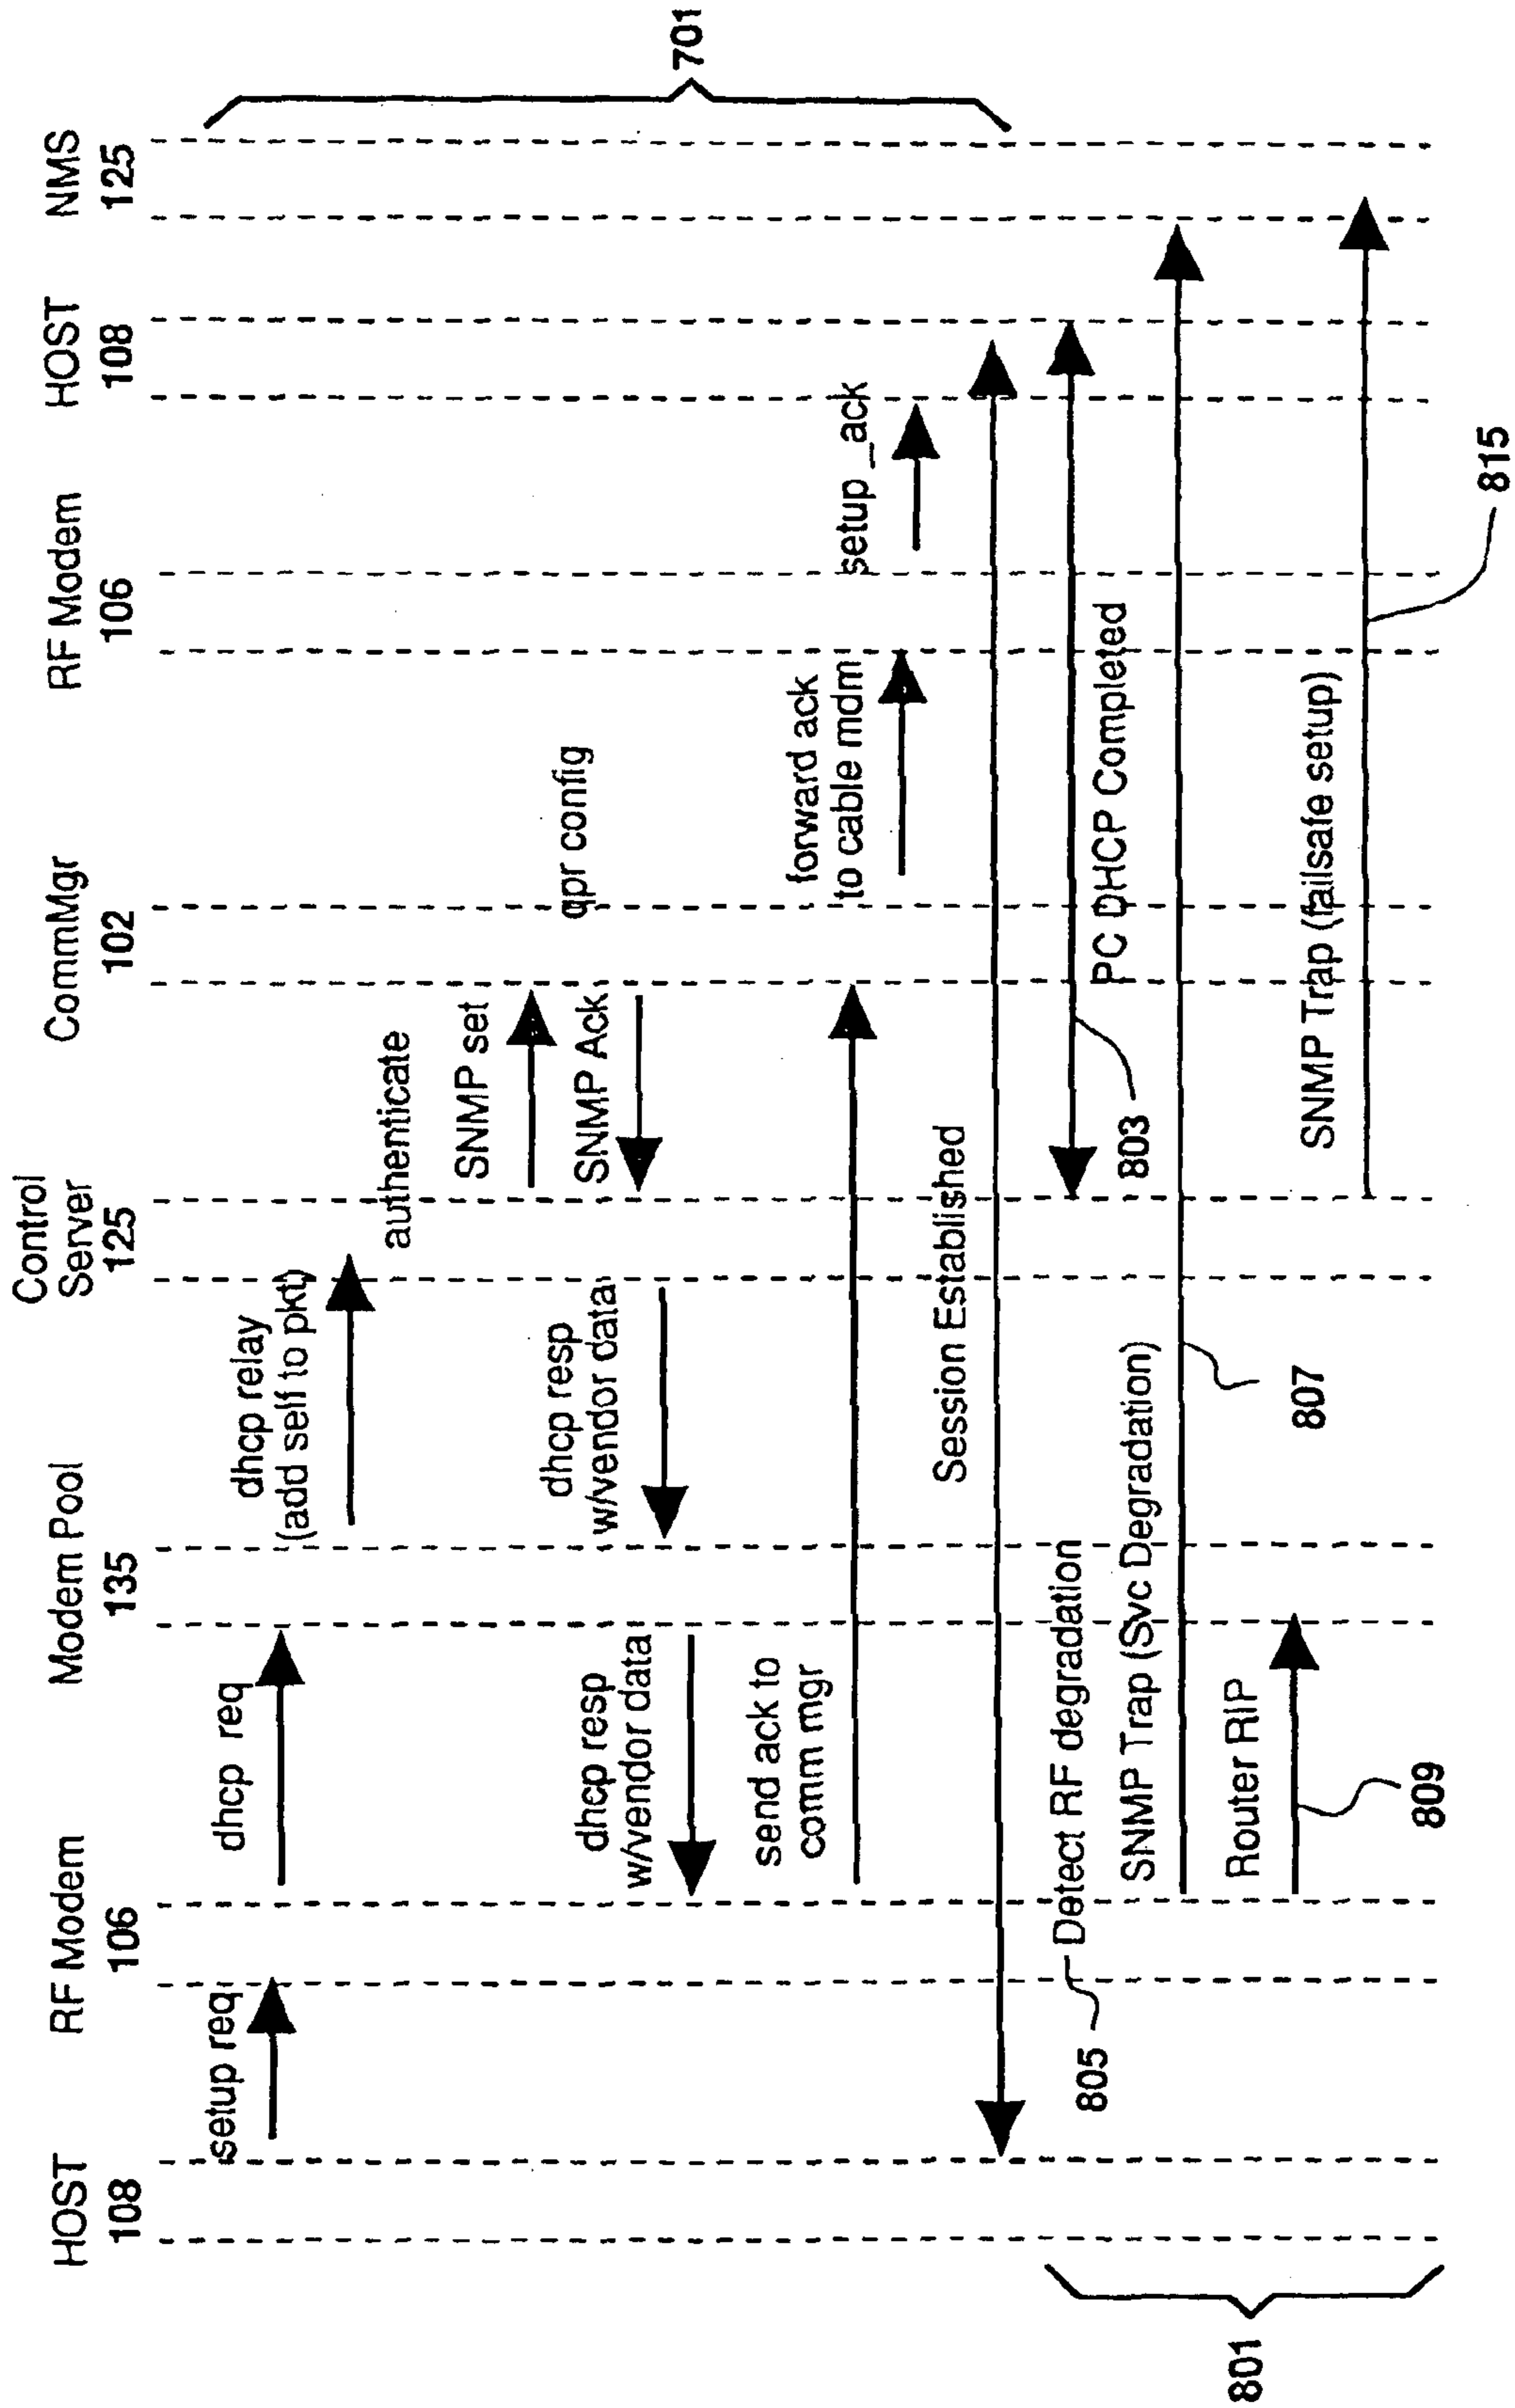 HOST
108
RF Modem
106
Modem Pool
135
Control
Server
125
CommMgr
102
RF Modem
106
HOST
108
NMS
125
setup req
dhcp req
dhcp relay
(add self to pkt)
authenticate
SNMP set
SNMP Ack
qpr config
dhcp resp
w/vendor data
dhcp resp
w/vendor data
send ack to
comm mgr
forward ack
to cable mdm
setup_ack
Session Established
701
805
Detect RF degradation
803
PC DHCP Completed
SNMP Trap (Svc Degradation)
807
Router RIP
809
SNMP Trap (failsafe setup)
815
801